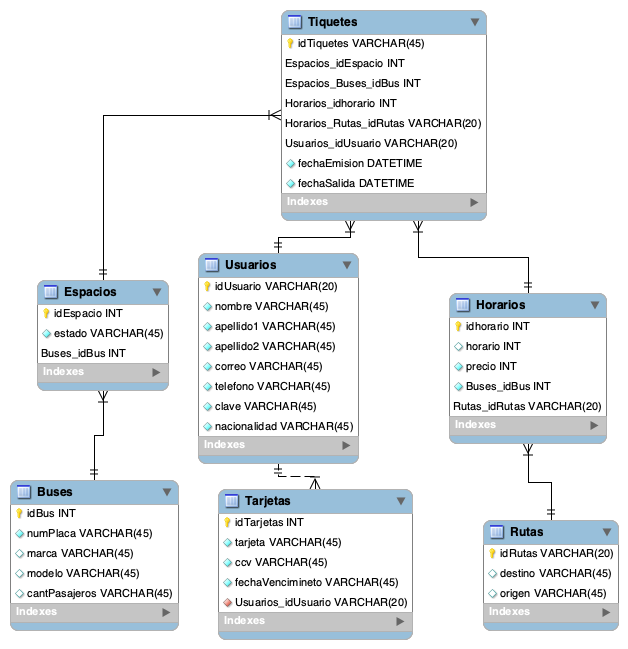 Tiquetes
idTiquetes VARCHAR(45)
Espacios_idEspacio INT
Espacios_Buses_idBus INT
Horarios_idhorario INT
Horarios_Rutas_idRutas VARCHAR(20)
Usuarios_idUsuario VARCHAR(20)
fechaEmision DATETIME
fechaSalida DATETIME
Indexes
Espacios
idEspacio INT
estado VARCHAR(45)
Buses_idBus INT
Indexes
Usuarios
idUsuario VARCHAR(20)
nombre VARCHAR(45)
apellido1 VARCHAR(45)
apellido2 VARCHAR(45)
correo VARCHAR(45)
telefono VARCHAR(45)
clave VARCHAR(45)
nacionalidad VARCHAR(45)
Indexes
Horarios
idhorario INT
horario INT
precio INT
Buses_idBus INT
Rutas_idRutas VARCHAR(20)
Indexes
Buses
idBus INT
numPlaca VARCHAR(45)
marca VARCHAR(45)
modelo VARCHAR(45)
cantPasajeros VARCHAR(45)
Indexes
Tarjetas
idTarjetas INT
tarjeta VARCHAR(45)
ccv VARCHAR(45)
fechaVencimineto VARCHAR(45)
Usuarios_idUsuario VARCHAR(20)
Indexes
Rutas
idRutas VARCHAR(20)
destino VARCHAR(45)
origen VARCHAR(45)
Indexes